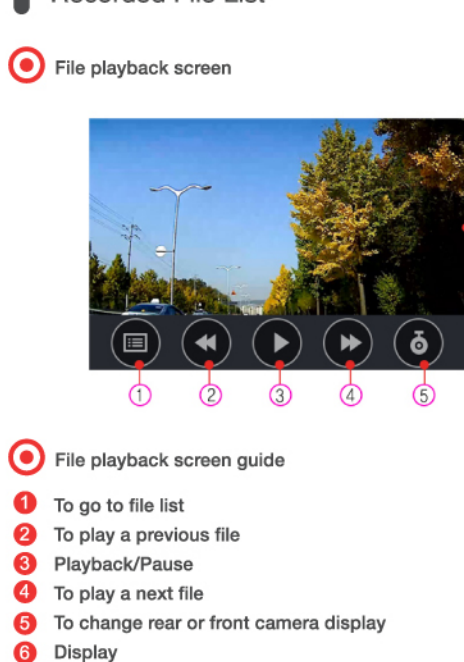 Recorded File List
File playback screen
1 2 3 4 5
File playback screen guide
1 To go to file list
2 To play a previous file
3 Playback/Pause
4 To play a next file
5 To change rear or front camera display
6 Display